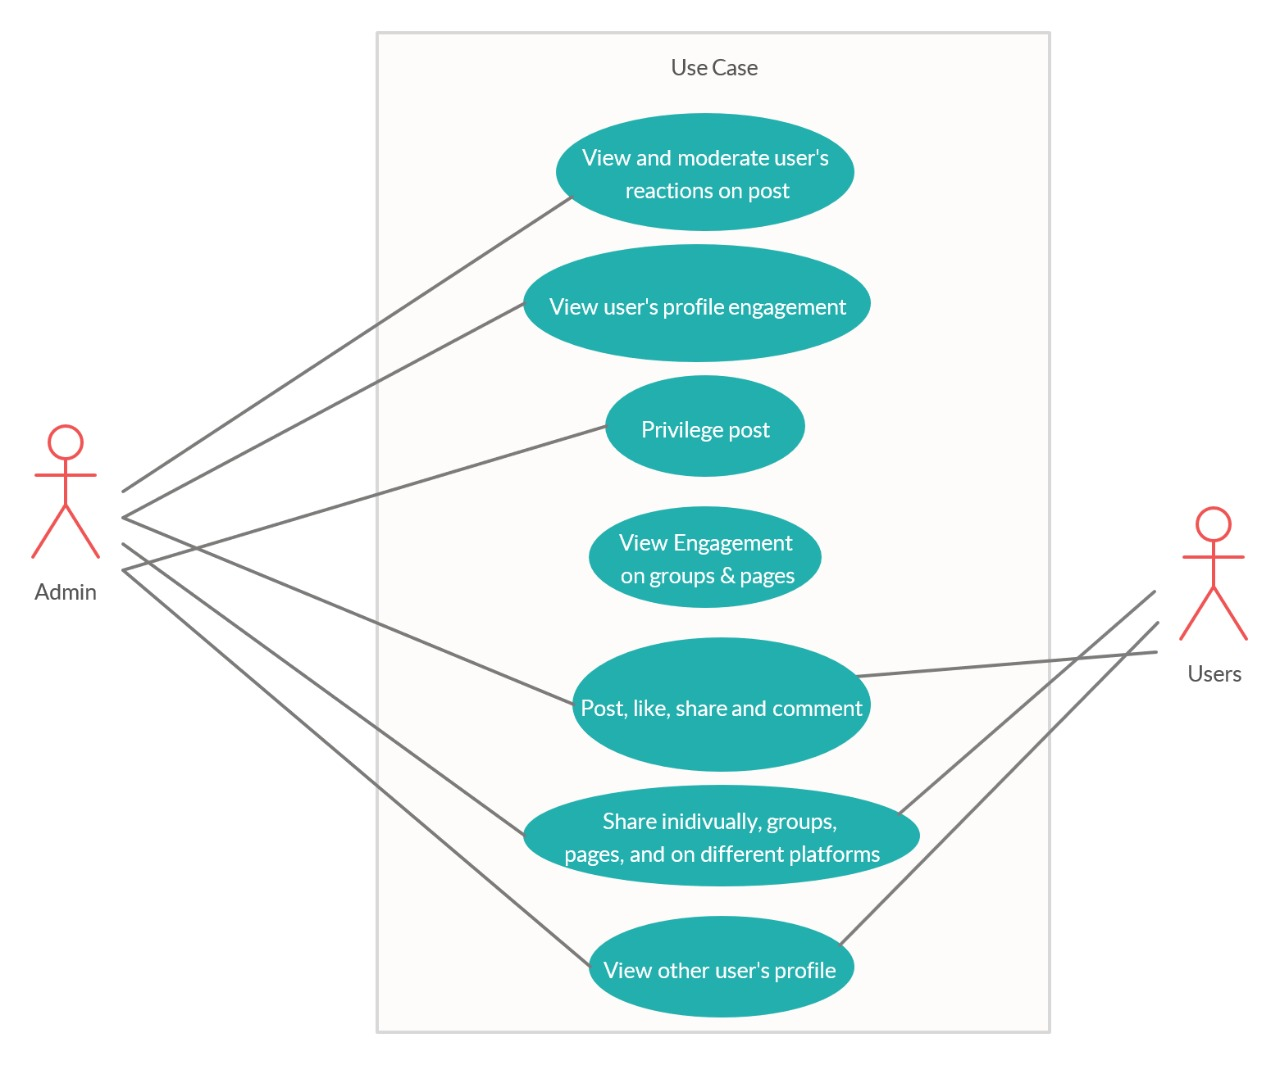 Use Case
View and moderate user's
reactions on post
View user's profile engagement
Privilege post
View Engagement
on groups & pages
Admin
Users
Post, like, share and comment
Share inidivually, groups,
pages, and on different platforms
View other user's profile